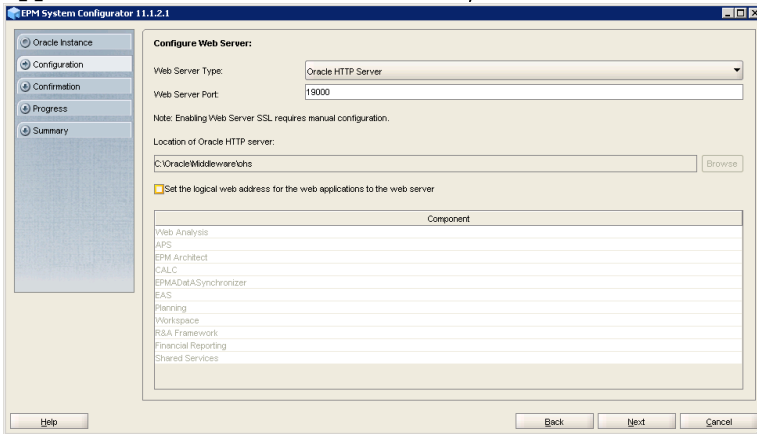 EPM System Configurator 11.1.2.1
Oracle Instance
Configuration
Confirmation
Progress
Summary
Configure Web Server:
Web Server Type:
Oracle HTTP Server
Web Server Port:
19000
Note: Enabling Web Server SSL requires manual configuration.
Location of Oracle HTTP server:
C:\Oracle\Middleware\ohs
Browse
Set the logical web address for the web applications to the web server
Component
Web Analysis
APS
EPM Architect
CALC
EPMADatASynchronizer
EAS
Planning
Workspace
R&A Framework
Financial Reporting
Shared Services
Help
Back
Next
Cancel